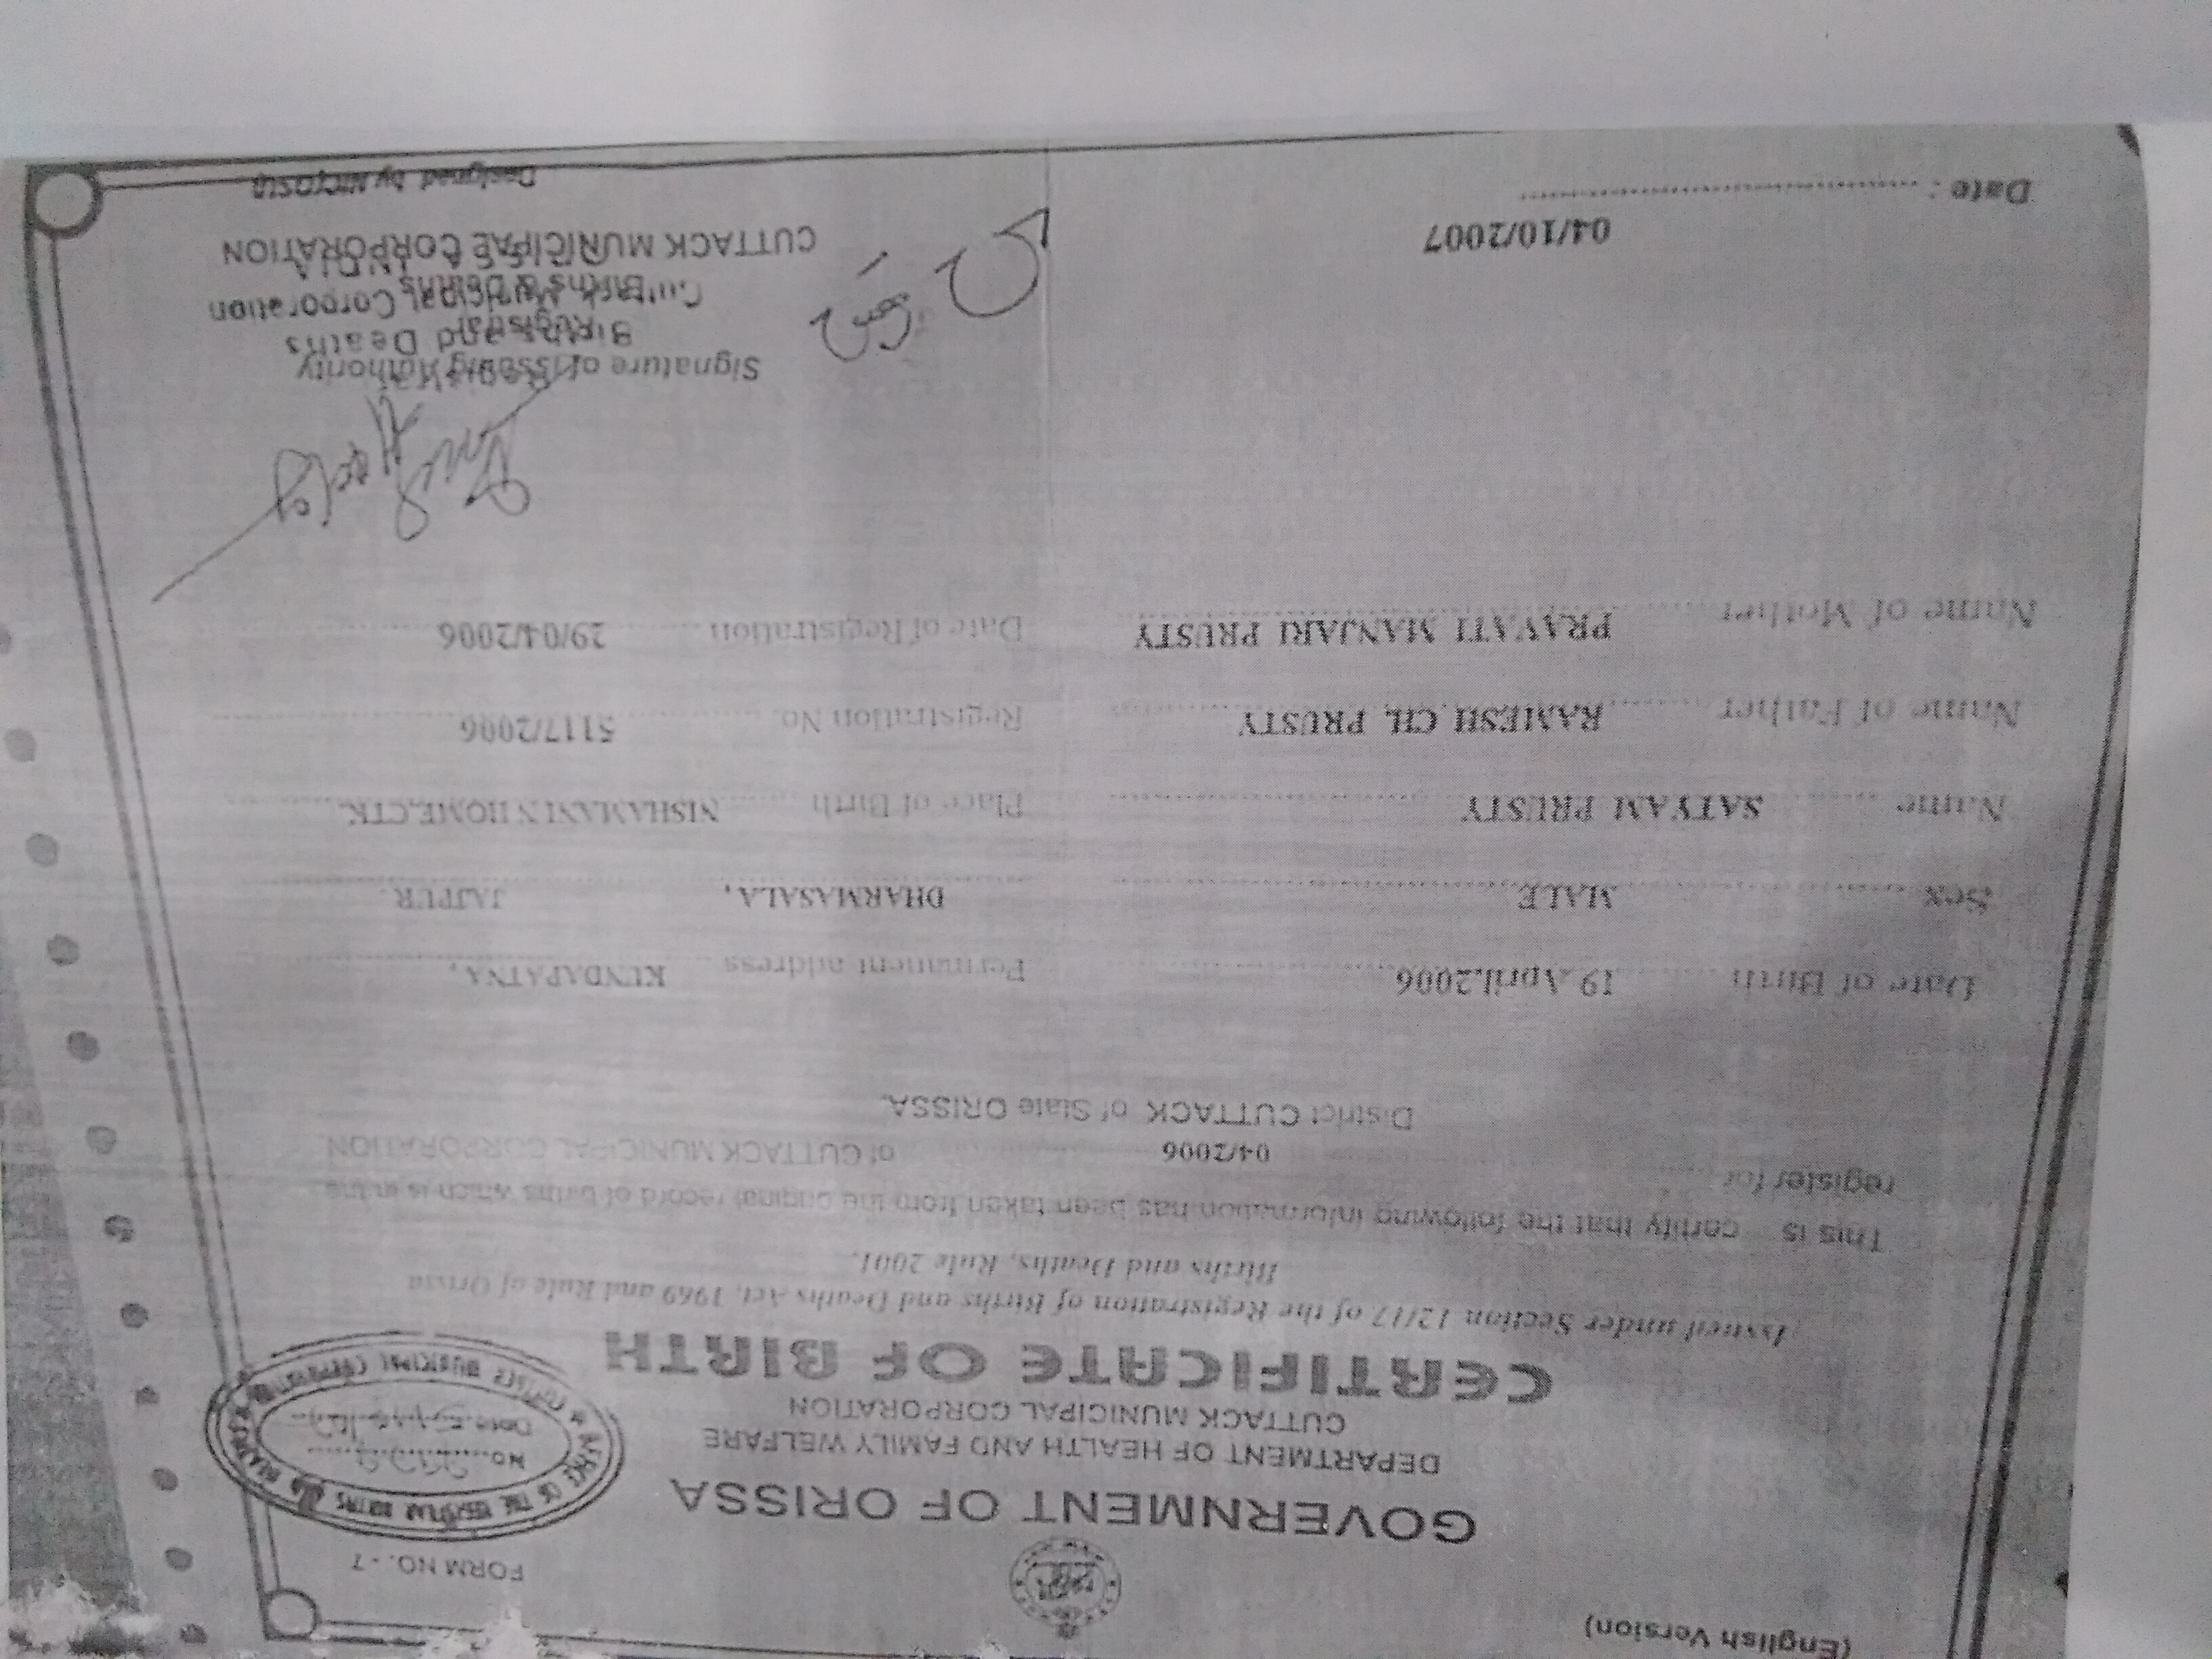 (English Version)
FORM NO. - 7
GOVERNMENT OF ORISSA
DEPARTMENT OF HEALTH AND FAMILY WELFARE
CUTTACK MUNICIPAL CORPORATION
CERTIFICATE OF BIRTH
Issued under Section 12/17 of the Registration of Births and Deaths Act, 1969 and Rule of Orissa
Births and Deaths, Rule 2001.
This is certify that the following information has been taken from the original record of births which is in the
register for 04/2006 of CUTTACK MUNICIPAL CORPORATION
District CUTTACK of State ORISSA.
Date of Birth 19 April,2006 Permanent address KUNDAPATNA,
Sex MALE DHARMASALA, JAJPUR.
Name SATYAM PRUSTY Place of Birth NISHAMANI N HOME,CTK.
Name of Father RAMESH CH. PRUSTY Registration No. 5117/2006
Name of Mother PRAVATI MANJARI PRUSTY Date of Registration 29/04/2006
Signature of Issuing Authority
Registrar
Births and Deaths
Births & Deaths
Cuttack Municipal Corporation
CUTTACK MUNICIPAL CORPORATION
04/10/2007
Date :
Designed by